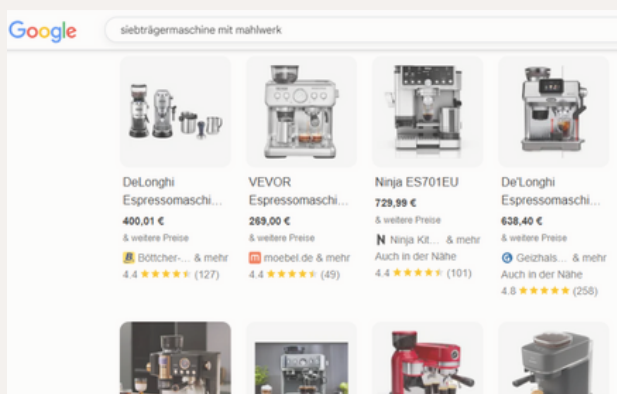 Google
siebträgermaschine mit mahlwerk
DeLonghi
Espressomaschi...
400,01 €
& weitere Preise
Böttcher-... & mehr
4.4 ★★★★★ (127)
VEVOR
Espressomaschi...
269,00 €
& weitere Preise
moebel.de & mehr
4.4 ★★★★★ (49)
Ninja ES701EU
729,99 €
& weitere Preise
Ninja Kit... & mehr
Auch in der Nähe
4.4 ★★★★★ (101)
De'Longhi
Espressomaschi...
638,40 €
& weitere Preise
Geizhals... & mehr
Auch in der Nähe
4.8 ★★★★★ (258)